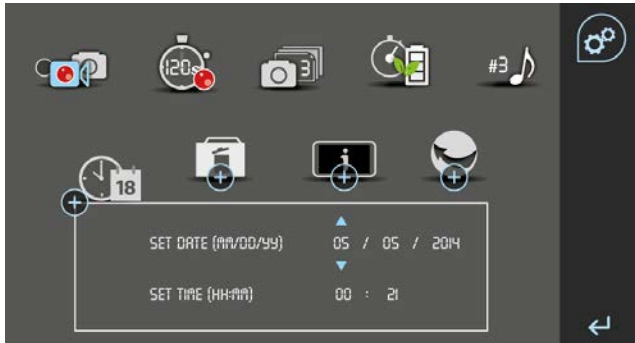 120s 3 #3
18 i
SET DATE (MM/DD/YY) 05 / 05 / 2014
SET TIME (HH:MM) 00 : 21